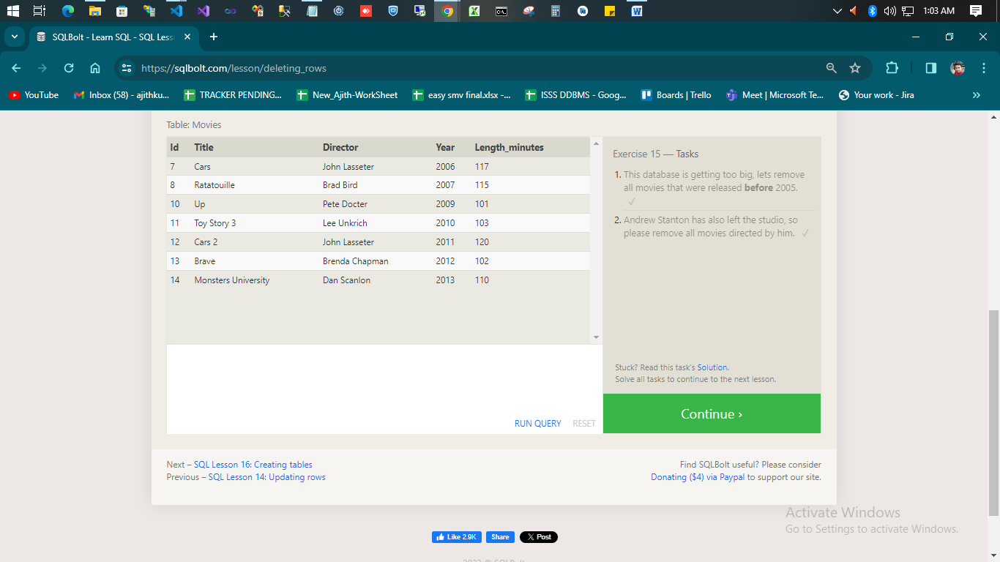 1:03 AM
SQLBolt - Learn SQL - SQL Less
https://sqlbolt.com/lesson/deleting_rows
YouTube
Inbox (58) - ajithku...
TRACKER PENDING...
New_Ajith-WorkSheet
easy smv final.xlsx -...
ISSS DDBMS - Goog...
Boards | Trello
Meet | Microsoft Te...
Your work - Jira
»
Table: Movies
Id Title Director Year Length_minutes
7 Cars John Lasseter 2006 117
8 Ratatouille Brad Bird 2007 115
10 Up Pete Docter 2009 101
11 Toy Story 3 Lee Unkrich 2010 103
12 Cars 2 John Lasseter 2011 120
13 Brave Brenda Chapman 2012 102
14 Monsters University Dan Scanlon 2013 110
RUN QUERY RESET
Exercise 15 — Tasks
1. This database is getting too big, lets remove
all movies that were released before 2005.
✓
2. Andrew Stanton has also left the studio, so
please remove all movies directed by him. ✓
Stuck? Read this task's Solution.
Solve all tasks to continue to the next lesson.
Continue ›
Next – SQL Lesson 16: Creating tables
Previous – SQL Lesson 14: Updating rows
Find SQLBolt useful? Please consider
Donating ($4) via Paypal to support our site.
Activate Windows
Go to Settings to activate Windows.
Like 2.9K
Share
X Post